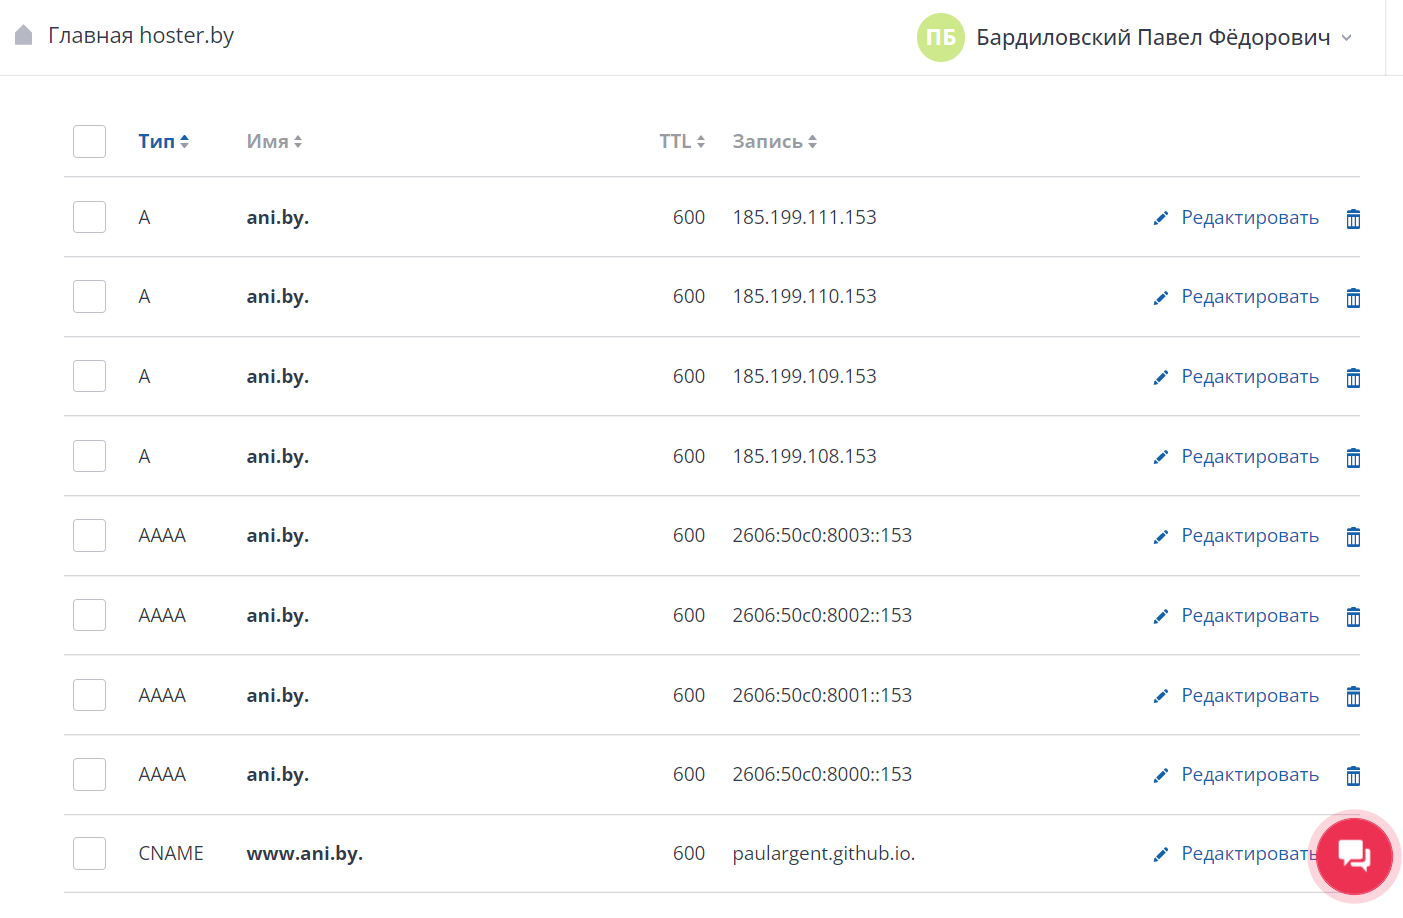 Главная hoster.by
ПБ Бардиловский Павел Фёдорович
Тип Имя TTL Запись
A ani.by. 600 185.199.111.153 Редактировать
A ani.by. 600 185.199.110.153 Редактировать
A ani.by. 600 185.199.109.153 Редактировать
A ani.by. 600 185.199.108.153 Редактировать
AAAA ani.by. 600 2606:50c0:8003::153 Редактировать
AAAA ani.by. 600 2606:50c0:8002::153 Редактировать
AAAA ani.by. 600 2606:50c0:8001::153 Редактировать
AAAA ani.by. 600 2606:50c0:8000::153 Редактировать
CNAME www.ani.by. 600 paulargent.github.io. Редактировать